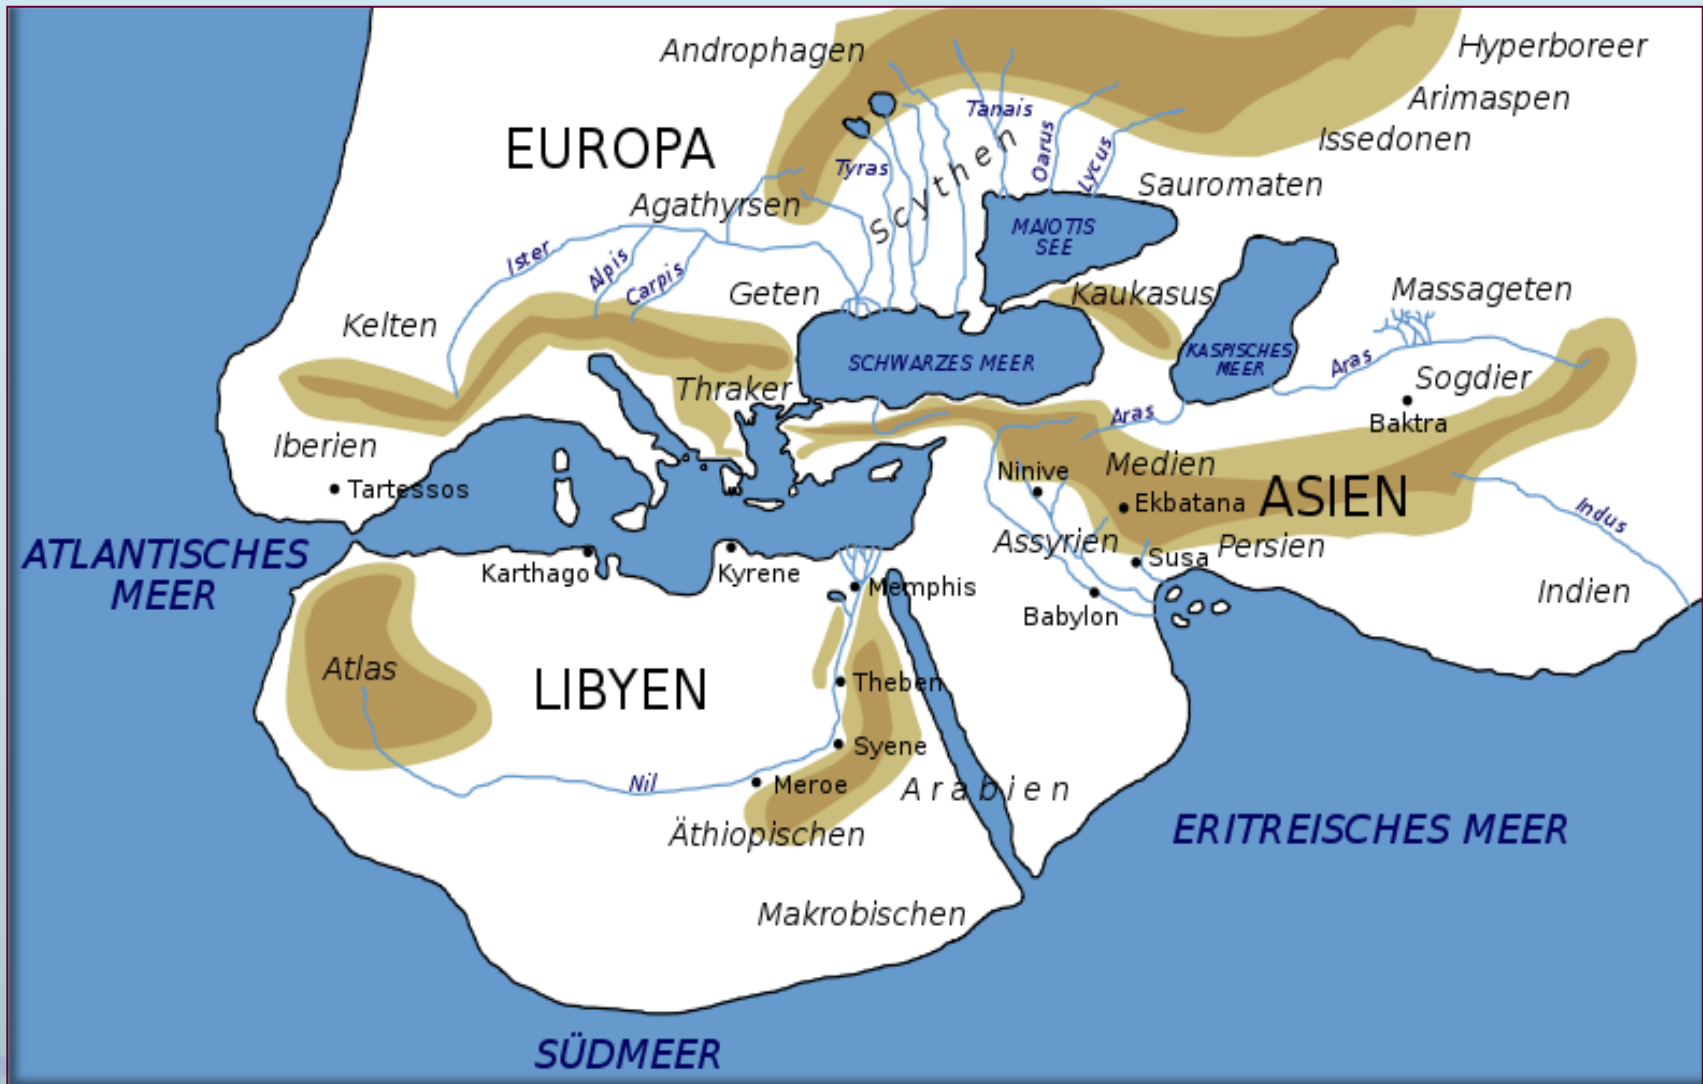 Androphagen
Hyperboreer
Arimaspen
Issedonen
Tanais
EUROPA
Oarus
Lycus
Tyras
Scythen
Sauromaten
Agathyrsen
MAIOTIS
SEE
Ister
Alpis
Carpis
Geten
Kaukasus
Massageten
Kelten
SCHWARZES MEER
KASPISCHES
MEER
Aras
Sogdier
Thraker
Aras
Baktra
Iberien
Ninive
Medien
Tartessos
Ekbatana
ASIEN
Indus
ATLANTISCHES
MEER
Assyrien
Susa
Persien
Karthago
Kyrene
Memphis
Indien
Babylon
Atlas
LIBYEN
Theben
Syene
Nil
Meroe
Arabien
Äthiopischen
ERITREISCHES MEER
Makrobischen
SÜDMEER